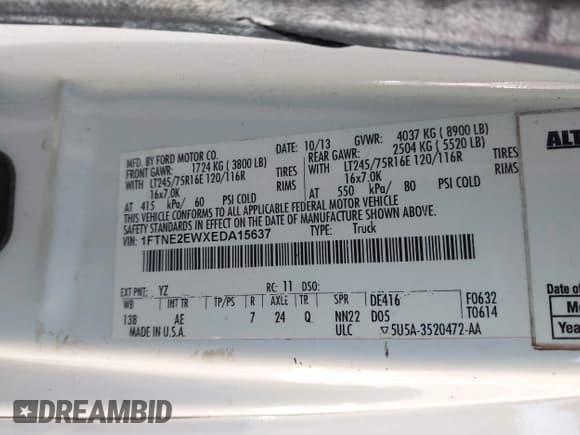 MFD. BY FORD MOTOR CO.
DATE: 10/13 GVWR: 4037 KG ( 8900 LB)
FRONT GAWR: 1724 KG ( 3800 LB)
REAR GAWR: 2504 KG ( 5520 LB)
WITH LT245/75R16E 120/116R TIRES
WITH LT245/75R16E 120/116R TIRES
16x7.0K RIMS
16x7.0K RIMS
AT 415 kPa/ 60 PSI COLD
AT 550 kPa/ 80 PSI COLD
THIS VEHICLE CONFORMS TO ALL APPLICABLE FEDERAL MOTOR VEHICLE
SAFETY STANDARDS IN EFFECT ON THE DATE OF MANUFACTURE SHOWN ABOVE.
VIN: 1FTNE2EWXEDA15637 TYPE: Truck
EXT PNT: YZ RC: 11 DSO:
WB INT TR TP/PS R AXLE TR SPR DE416 F0632
138 AE 7 24 Q NN22 D05 T0614
MADE IN U.S.A. ULC ▽5U5A-3520472-AA
Date of
Yea
DREAMBID